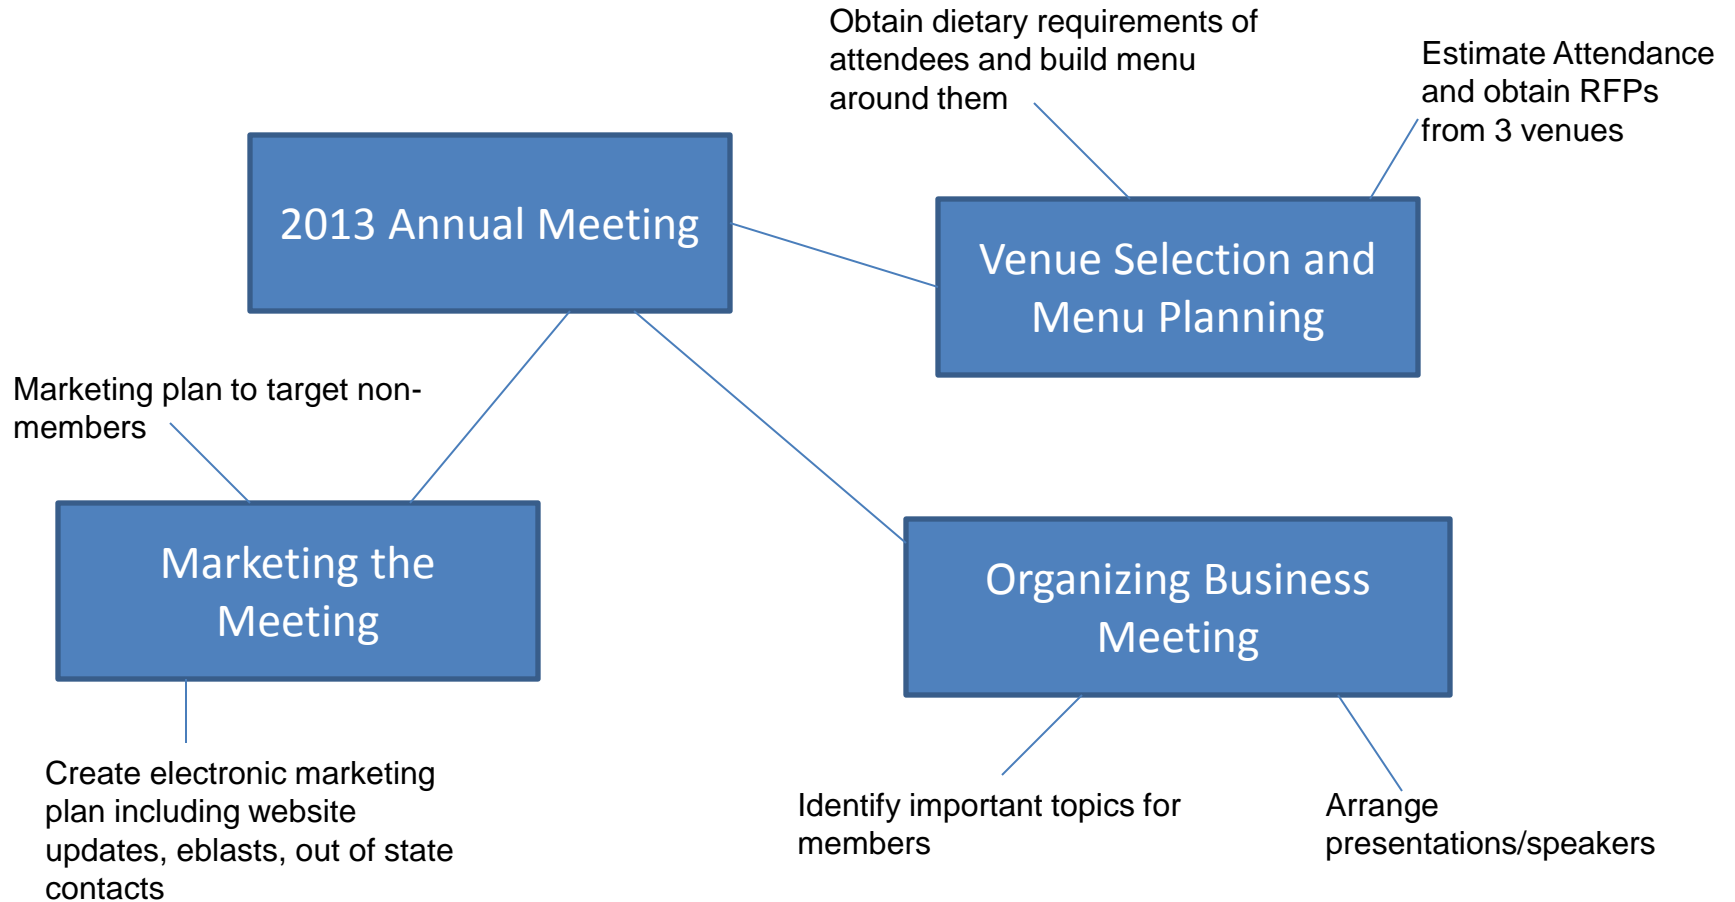 Obtain dietary requirements of
attendees and build menu
around them
Estimate Attendance
and obtain RFPs
from 3 venues
2013 Annual Meeting
Venue Selection and
Menu Planning
Marketing plan to target non-
members
Marketing the
Meeting
Organizing Business
Meeting
Create electronic marketing
plan including website
updates, eblasts, out of state
contacts
Identify important topics for
members
Arrange
presentations/speakers